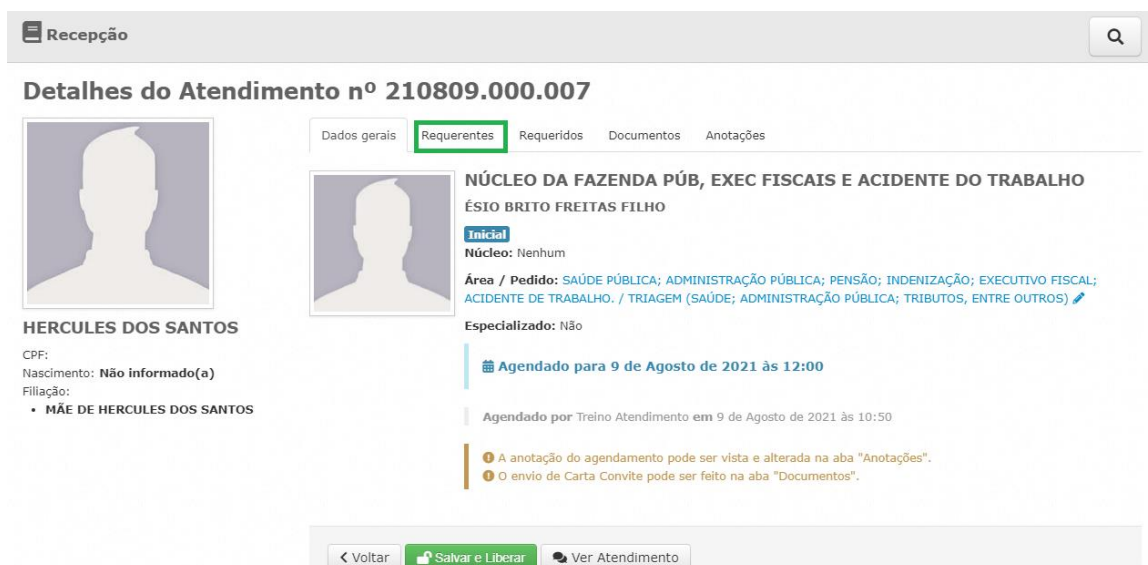 Recepção
Detalhes do Atendimento nº 210809.000.007
HERCULES DOS SANTOS
CPF:
Nascimento: Não informado(a)
Filiação:
• MÃE DE HERCULES DOS SANTOS
Dados gerais Requerentes Requeridos Documentos Anotações
NÚCLEO DA FAZENDA PÚB, EXEC FISCAIS E ACIDENTE DO TRABALHO
ÉSIO BRITO FREITAS FILHO
Inicial
Núcleo: Nenhum
Área / Pedido: SAÚDE PÚBLICA; ADMINISTRAÇÃO PÚBLICA; PENSÃO; INDENIZAÇÃO; EXECUTIVO FISCAL;
ACIDENTE DE TRABALHO. / TRIAGEM (SAÚDE; ADMINISTRAÇÃO PÚBLICA; TRIBUTOS, ENTRE OUTROS)
Especializado: Não
Agendado para 9 de Agosto de 2021 às 12:00
Agendado por Treino Atendimento em 9 de Agosto de 2021 às 10:50
A anotação do agendamento pode ser vista e alterada na aba "Anotações".
O envio de Carta Convite pode ser feito na aba "Documentos".
Voltar Salvar e Liberar Ver Atendimento